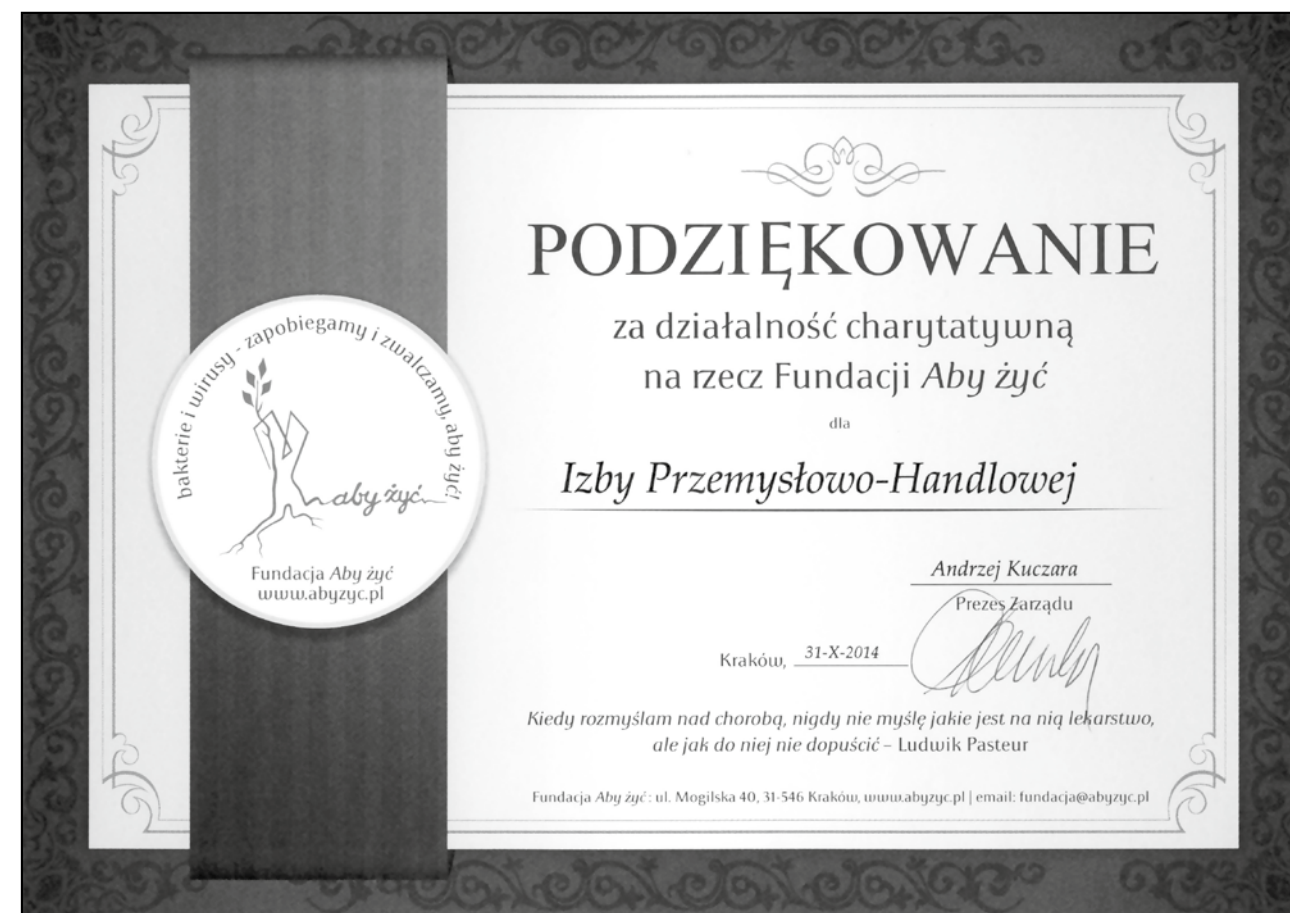 bakterie i wirusy - zapobiegamy i zwalczamy, aby żyć!
aby żyć
Fundacja Aby żyć
www.abyzyc.pl
PODZIĘKOWANIE
za działalność charytatywną
na rzecz Fundacji Aby żyć
dla
Izby Przemysłowo-Handlowej
Andrzej Kuczara
Prezes Zarządu
Kraków, 31-X-2014
Kiedy rozmyślam nad chorobą, nigdy nie myślę jakie jest na nią lekarstwo,
ale jak do niej nie dopuścić – Ludwik Pasteur
Fundacja Aby żyć: ul. Mogilska 40, 31-546 Kraków, www.abyzyc.pl | email: fundacja@abyzyc.pl